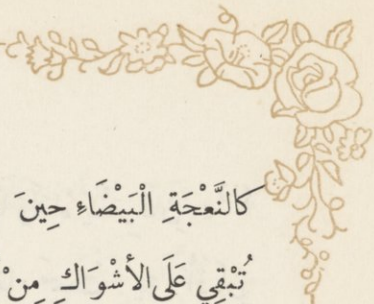 كالنَّعْجَةِ الْبَيْضَاءِ حِينَ
تُبْقِي عَلَى الأَشْوَاكِ مِنْ